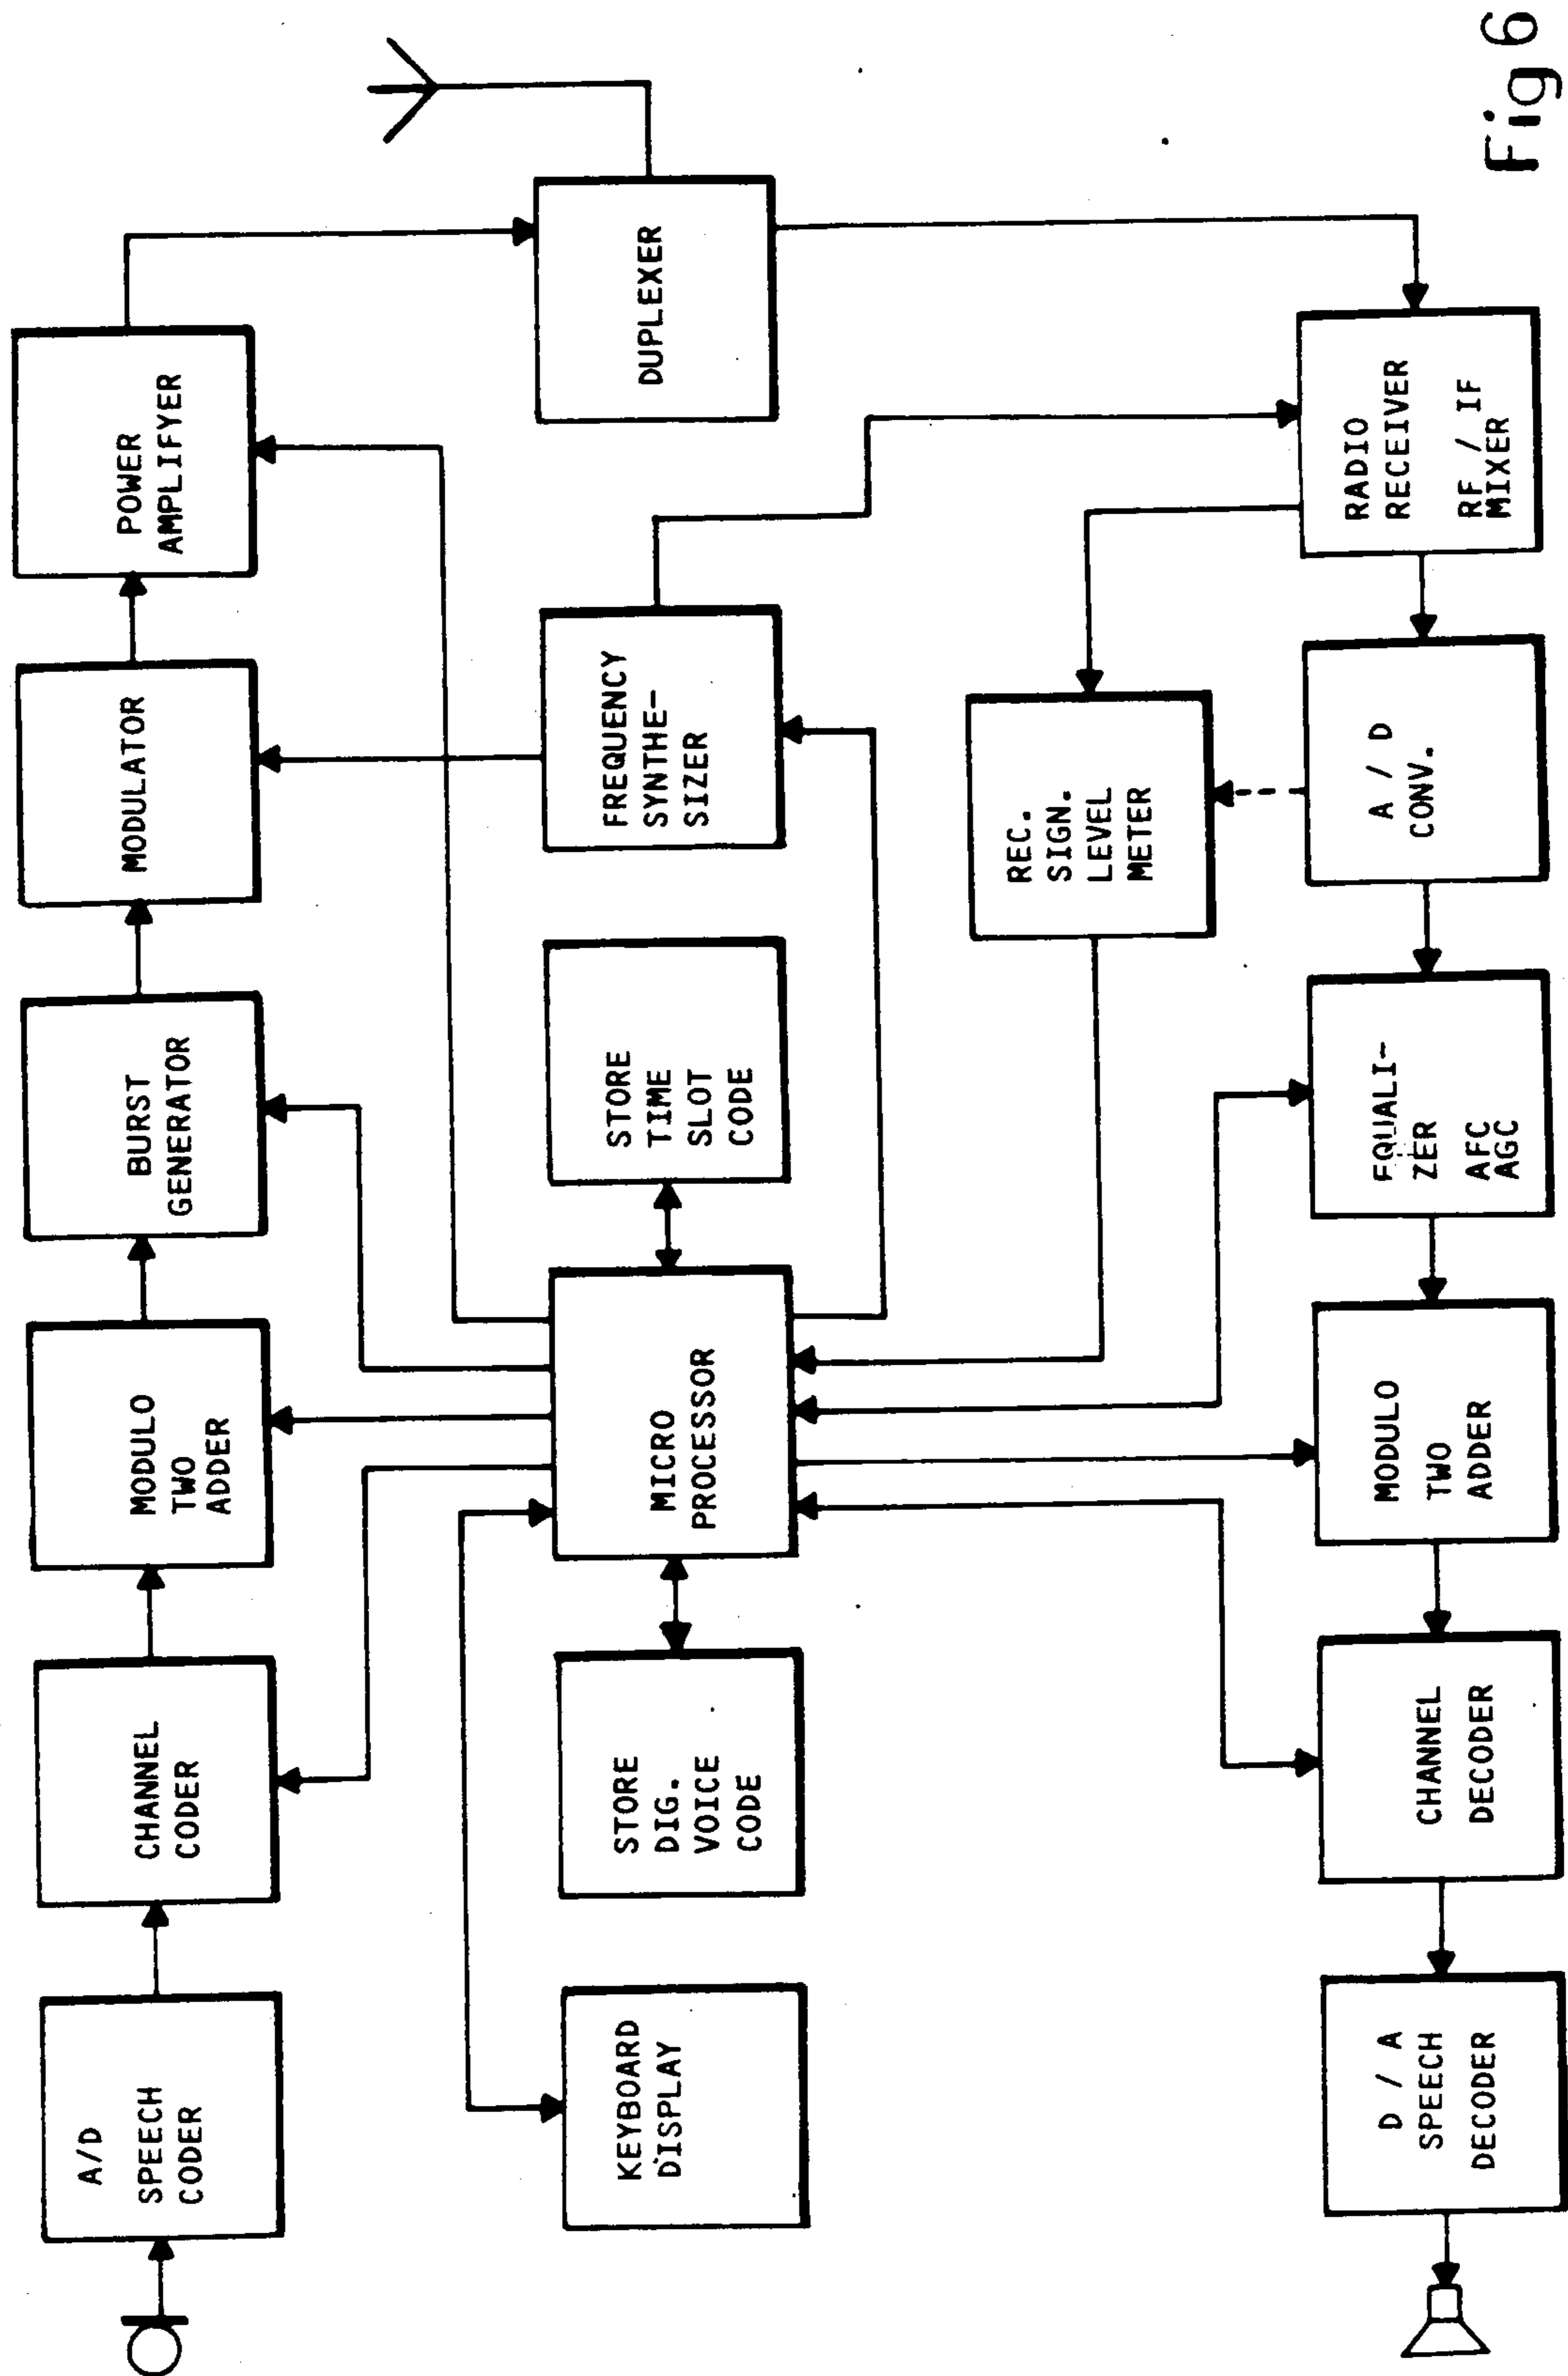 A/D
SPEECH
CODER
CHANNEL
CODER
MODULO
TWO
ADDER
BURST
GENERATOR
MODULATOR
POWER
AMPLIFYER
KEYBOARD
DISPLAY
STORE
DIG.
VOICE
CODE
MICRO
PROCESSOR
STORE
TIME
SLOT
CODE
FREQUENCY
SYNTHE-
SIZER
DUPLEXER
REC.
SIGN.
LEVEL
METER
D / A
SPEECH
DECODER
CHANNEL
DECODER
MODULO
TWO
ADDER
EQUALI-
ZER
AFC
AGC
A / D
CONV.
RADIO
RECEIVER
RF / IF
MIXER
Fig 6